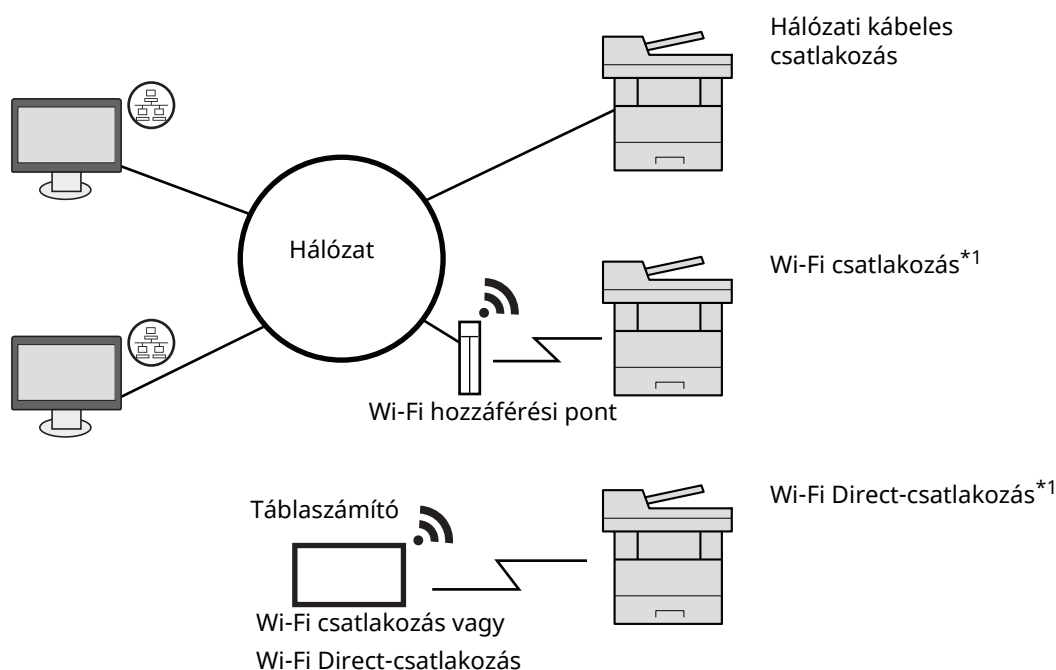 Hálózati kábeles
csatlakozás
Hálózat
Wi-Fi csatlakozás*1
Wi-Fi hozzáférési pont
Wi-Fi Direct-csatlakozás*1
Táblaszámító
Wi-Fi csatlakozás vagy
Wi-Fi Direct-csatlakozás